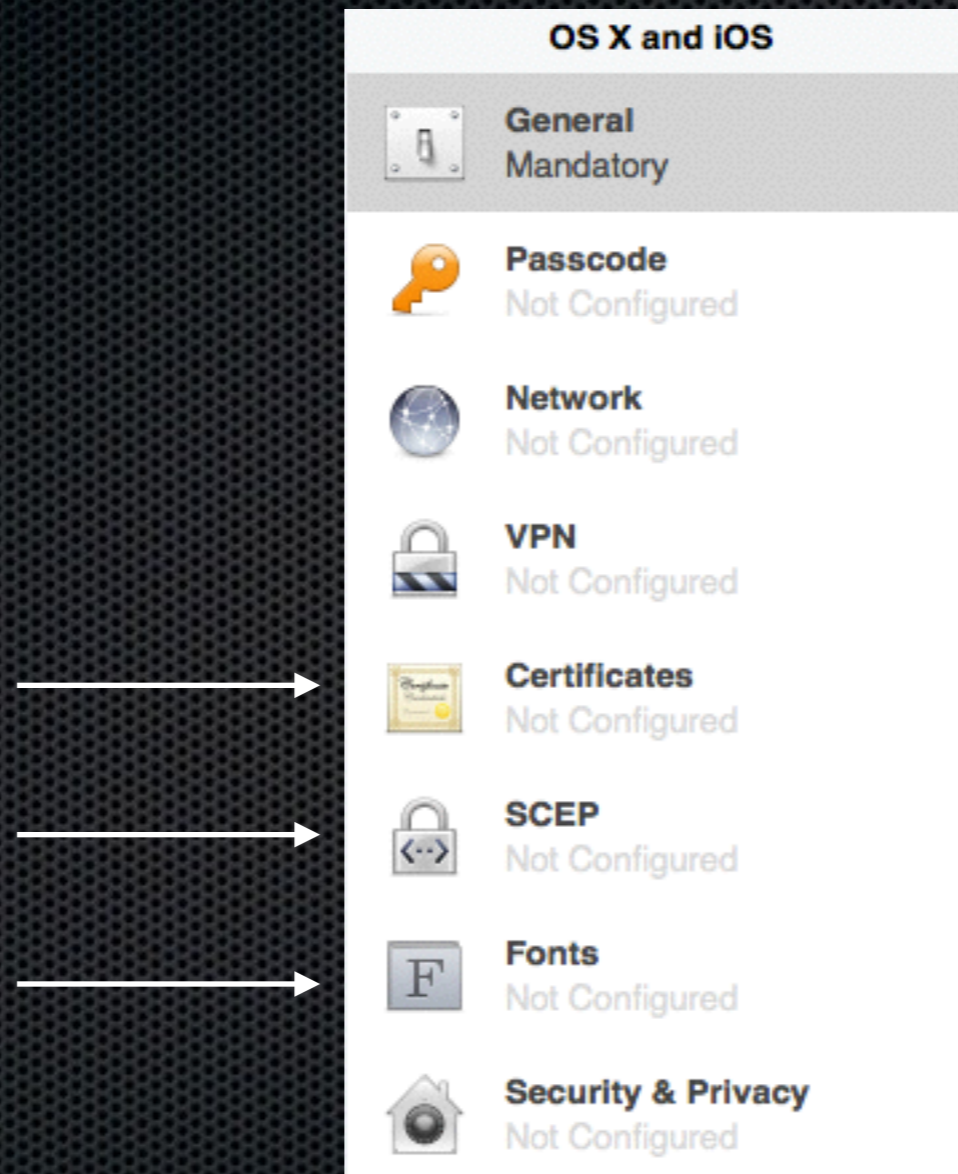 OS X and iOS
General
Mandatory
Passcode
Not Configured
Network
Not Configured
VPN
Not Configured
Certificates
Not Configured
SCEP
Not Configured
F
Fonts
Not Configured
Security & Privacy
Not Configured